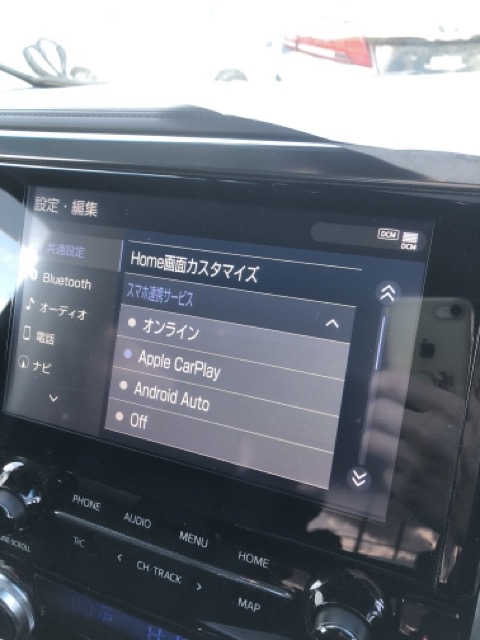 設定・編集
DCM
DCM
共通設定
Bluetooth
オーディオ
電話
ナビ
Home画面カスタマイズ
スマホ連携サービス
オンライン
Apple CarPlay
Android Auto
Off
PHONE
AUDIO
MENU
HOME
CH・TRACK
MAP